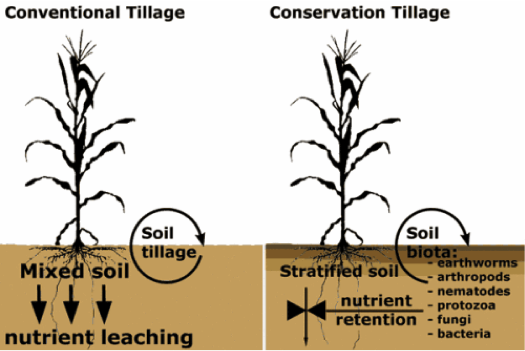 Conventional Tillage
Soil
tillage
Mixed soil
nutrient leaching
Conservation Tillage
Soil
biota:
- earthworms
- arthropods
- nematodes
- protozoa
- fungi
- bacteria
Stratified soil
nutrient
retention